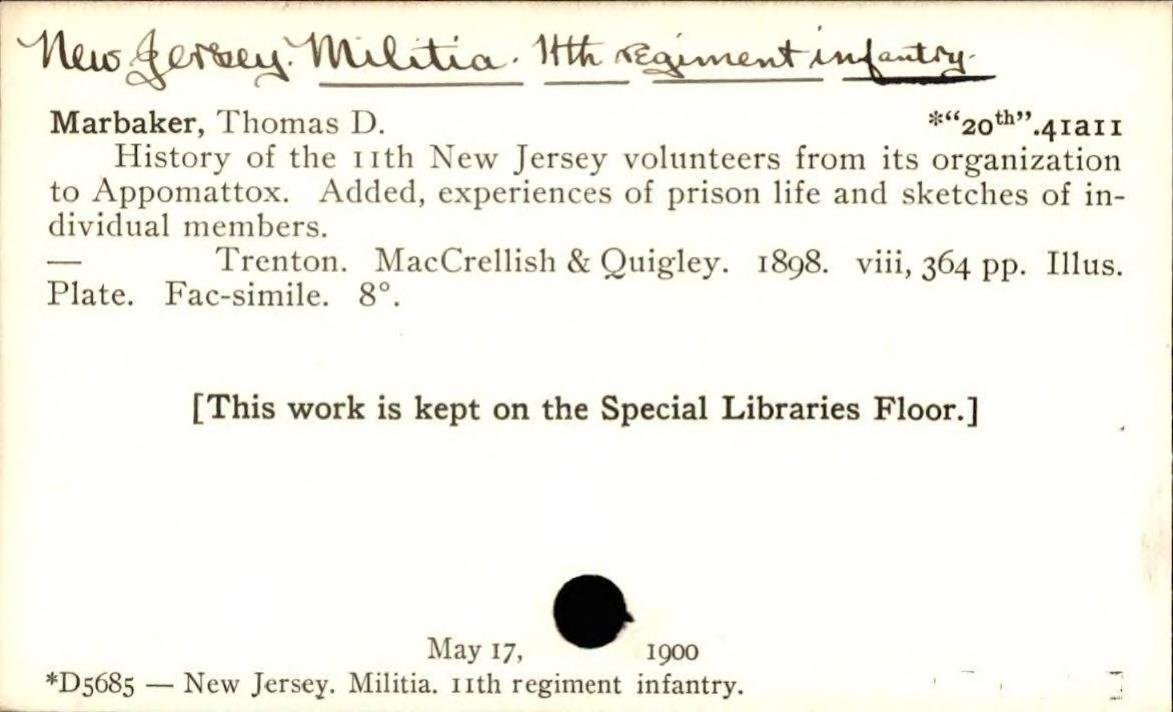 New Jersey. Militia. 11th regiment infantry.
Marbaker, Thomas D. *“20th”.41a11
History of the 11th New Jersey volunteers from its organization
to Appomattox. Added, experiences of prison life and sketches of in-
dividual members.
— Trenton. MacCrellish & Quigley. 1898. viii, 364 pp. Illus.
Plate. Fac-simile. 8°.
[This work is kept on the Special Libraries Floor.]
May 17, 1900
*D5685 — New Jersey. Militia. 11th regiment infantry.